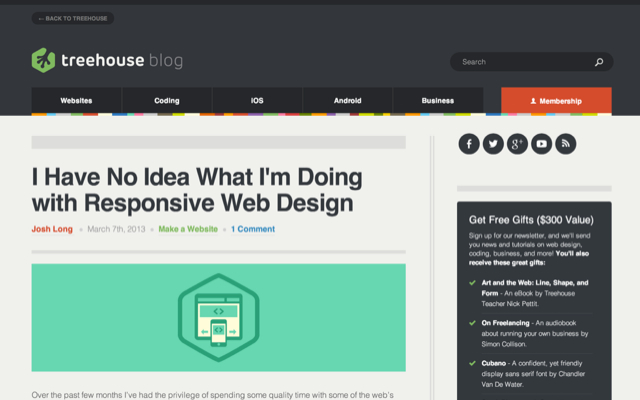 ← BACK TO TREEHOUSE
treehouse blog
Search
Websites
Coding
iOS
Android
Business
Membership
I Have No Idea What I'm Doing
with Responsive Web Design
Josh Long • March 7th, 2013 • Make a Website • 1 Comment
Over the past few months I've had the privilege of spending some quality time with some of the web's
Get Free Gifts ($300 Value)
Sign up for our newsletter, and we'll send
you news and tutorials on web design,
coding, business, and more! You'll also
receive these great gifts:
Art and the Web: Line, Shape, and
Form - An eBook by Treehouse
Teacher Nick Pettit.
On Freelancing - An audiobook
about running your own business by
Simon Collison.
Cubano - A confident, yet friendly
display sans serif font by Chandler
Van De Water.